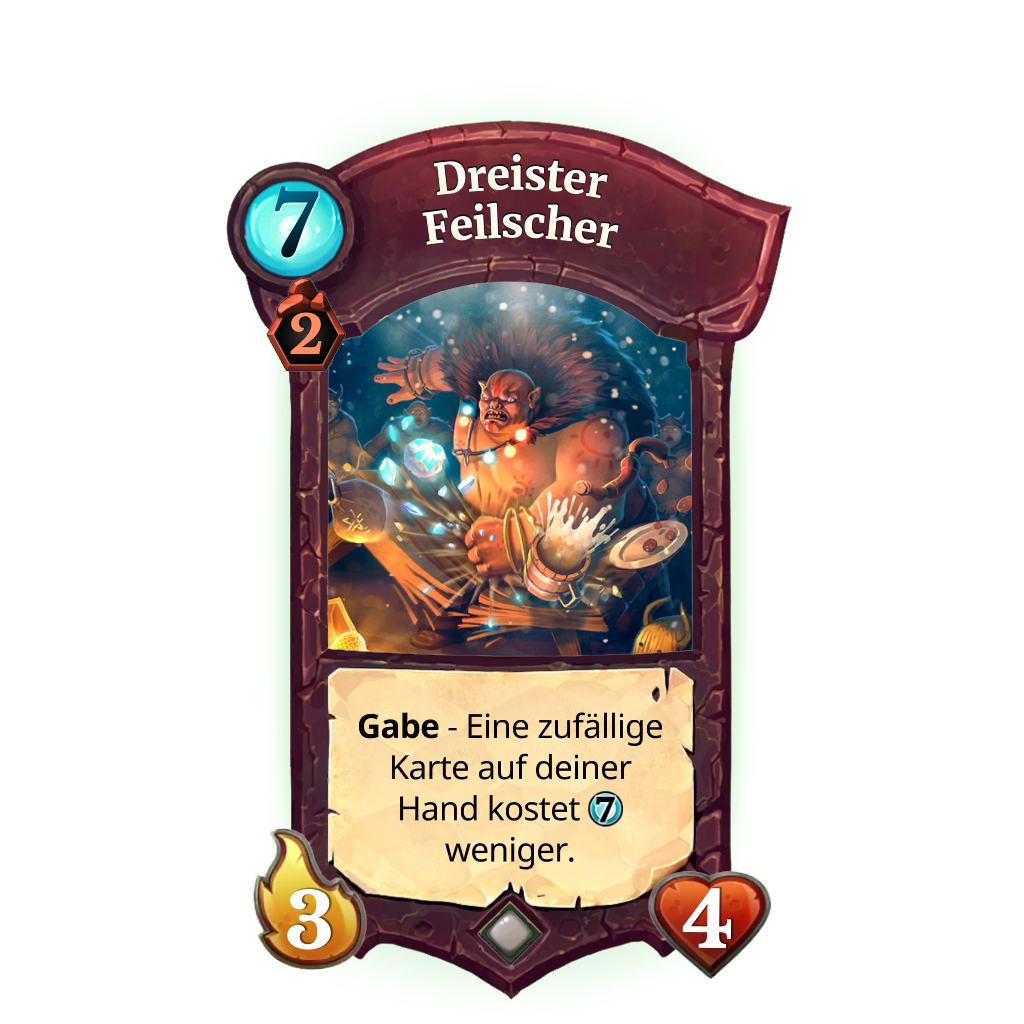 Dreister
Feilscher
7
2
Gabe - Eine zufällige
Karte auf deiner
Hand kostet 7
weniger.
3
4